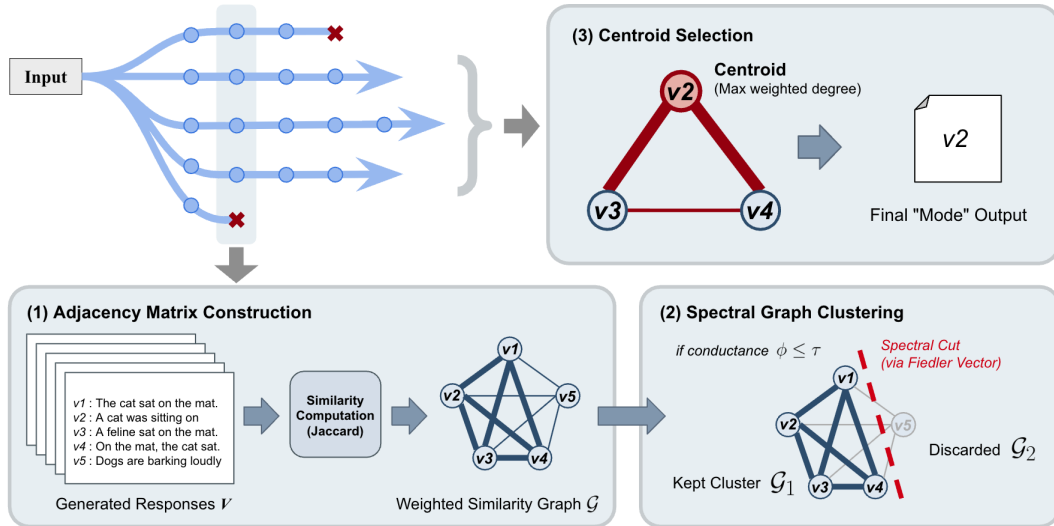 Input
(3) Centroid Selection
Centroid
(Max weighted degree)
v2
v3
v4
v2
Final "Mode" Output
(1) Adjacency Matrix Construction
v1 : The cat sat on the mat.
v2 : A cat was sitting on
v3 : A feline sat on the mat.
v4 : On the mat, the cat sat.
v5 : Dogs are barking loudly
Generated Responses V
Similarity
Computation
(Jaccard)
v1
v2
v5
v3
v4
Weighted Similarity Graph 𝒢
(2) Spectral Graph Clustering
if conductance ϕ ≤ τ
Spectral Cut
(via Fiedler Vector)
v1
v2
v5
v3
v4
Kept Cluster 𝒢₁
Discarded 𝒢₂